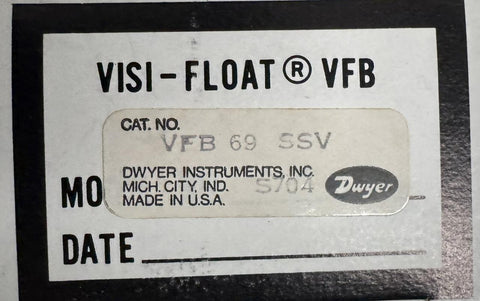 VISI-FLOAT® VFB
CAT. NO.
VFB 69 SSV
DWYER INSTRUMENTS, INC.
MICH. CITY, IND. S704 Dwyer
MO MADE IN U.S.A.
DATE